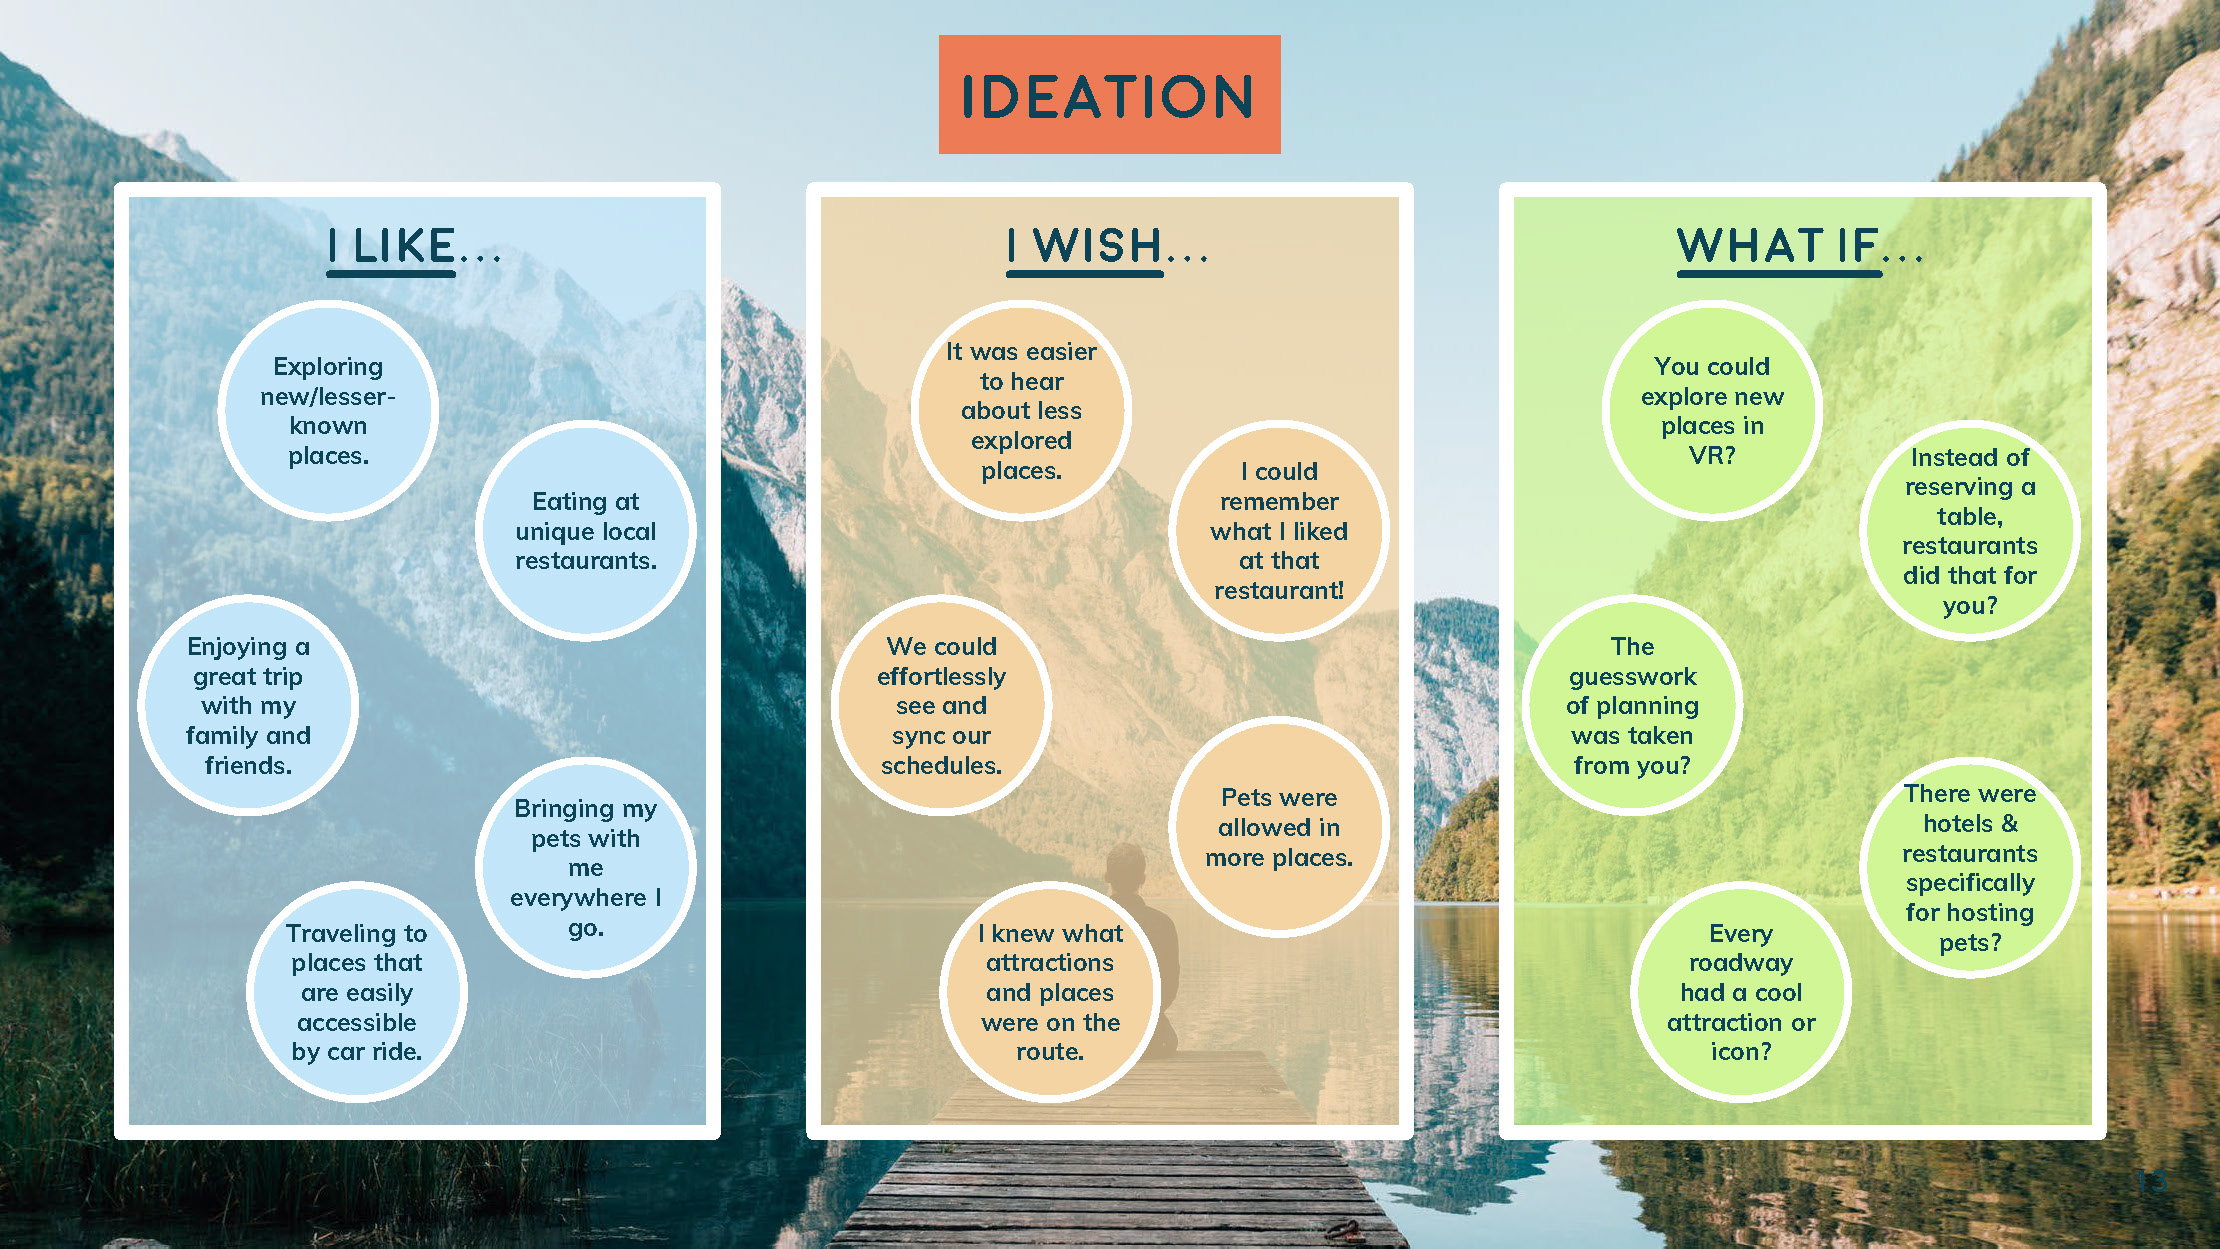 IDEATION
I LIKE...
Exploring
new/lesser-
known
places.
Eating at
unique local
restaurants.
Enjoying a
great trip
with my
family and
friends.
Bringing my
pets with
me
everywhere I
go.
Traveling to
places that
are easily
accessible
by car ride.
I WISH...
It was easier
to hear
about less
explored
places.
I could
remember
what I liked
at that
restaurant!
We could
effortlessly
see and
sync our
schedules.
Pets were
allowed in
more places.
I knew what
attractions
and places
were on the
route.
WHAT IF...
You could
explore new
places in
VR?
Instead of
reserving a
table,
restaurants
did that for
you?
The
guesswork
of planning
was taken
from you?
There were
hotels &
restaurants
specifically
for hosting
pets?
Every
roadway
had a cool
attraction or
icon?
13